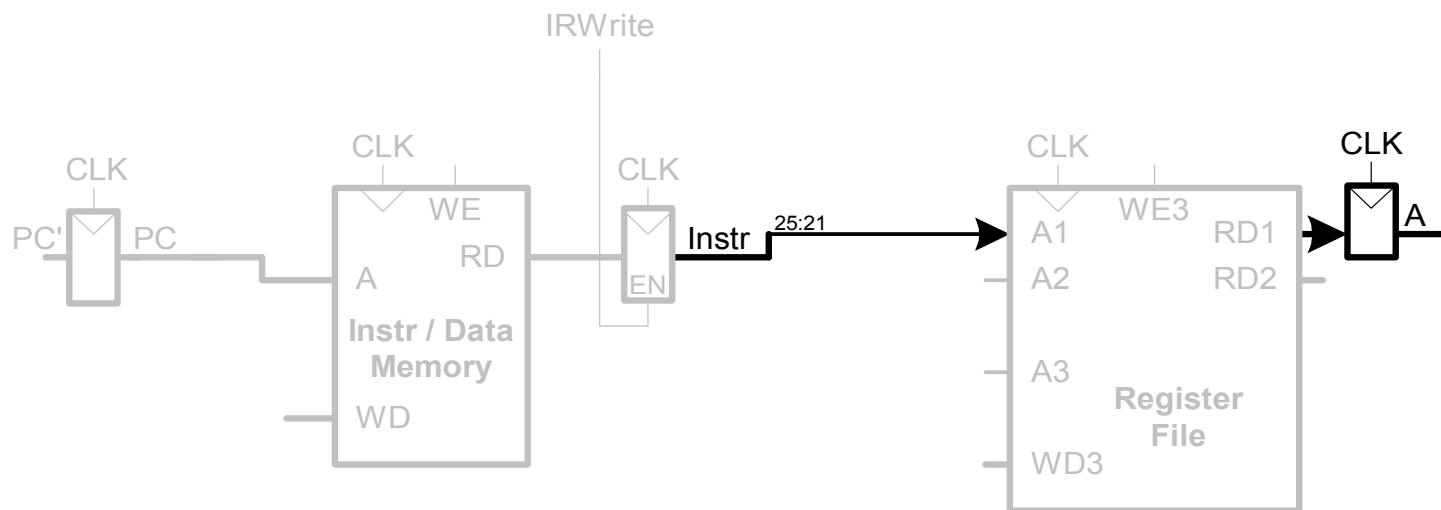 IRWrite
CLK
CLK
CLK
CLK
CLK
PC'
PC
WE
RD
A
EN
Instr / Data
Memory
WD
Instr
25:21
A1
WE3
RD1
A
A2
RD2
A3
Register
File
WD3